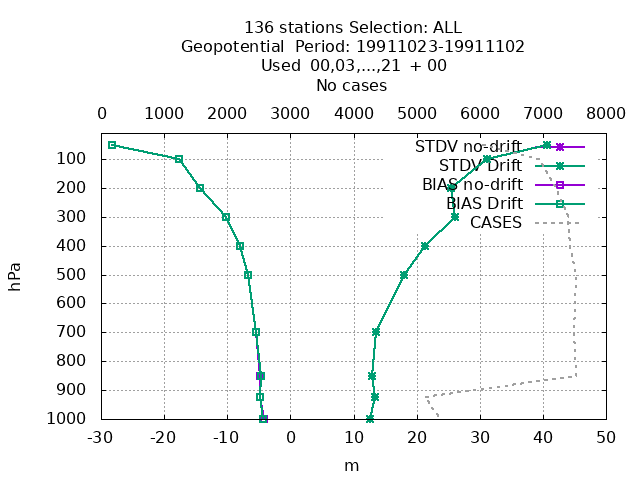 136 stations Selection: ALL
Geopotential  Period: 19911023-19911102
Used  00,03,...,21  + 00
No cases
0 1000 2000 3000 4000 5000 6000 7000 8000
STDV no-drift
STDV Drift
BIAS no-drift
BIAS Drift
CASES
100
200
300
400
500
600
700
800
900
1000
hPa
-30 -20 -10 0 10 20 30 40 50
m